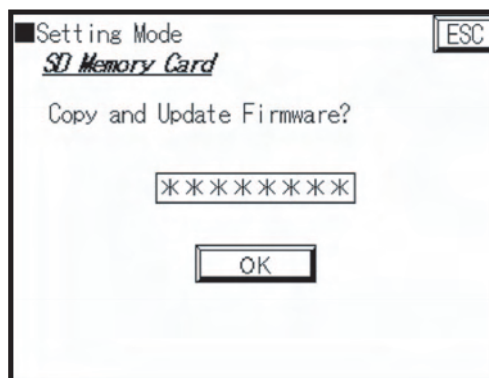 ■Setting Mode
ESC
SD Memory Card
Copy and Update Firmware?
********
OK